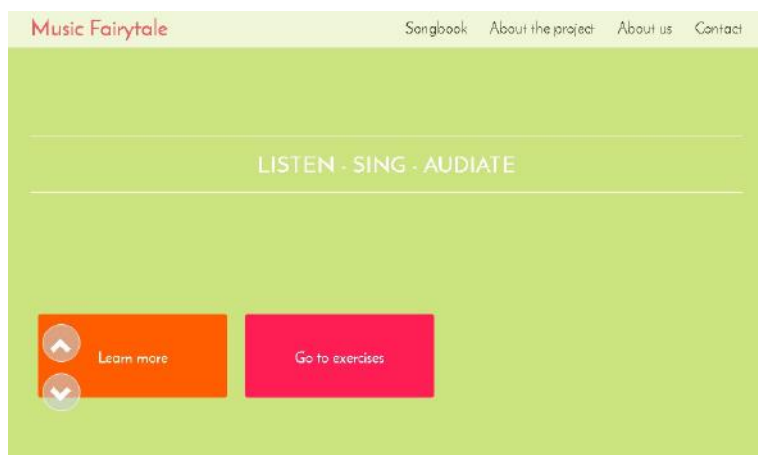 Music Fairytale Songbook About the project About us Contact
LISTEN - SING - AUDIATE
Learn more Go to exercises